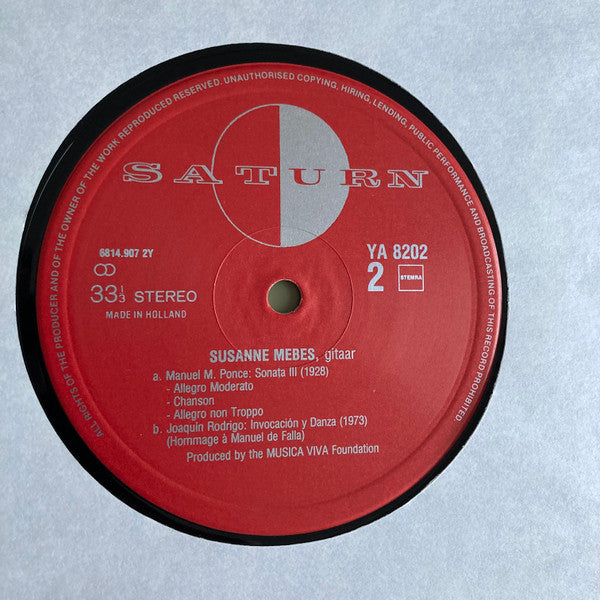 ALL RIGHTS OF THE PRODUCER AND OF THE OWNER OF THE WORK REPRODUCED RESERVED. UNAUTHORISED COPYING, HIRING, LENDING, PUBLIC PERFORMANCE AND BROADCASTING OF THIS RECORD PROHIBITED.
SATURN
6814.907 2Y
YA 8202
33 1/3 STEREO
2
STEMRA
MADE IN HOLLAND
SUSANNE MEBES, gitaar
a. Manuel M. Ponce: Sonata III (1928)
- Allegro Moderato
- Chanson
- Allegro non Troppo
b. Joaquin Rodrigo: Invocación y Danza (1973)
(Hommage à Manuel de Falla)
Produced by the MUSICA VIVA Foundation